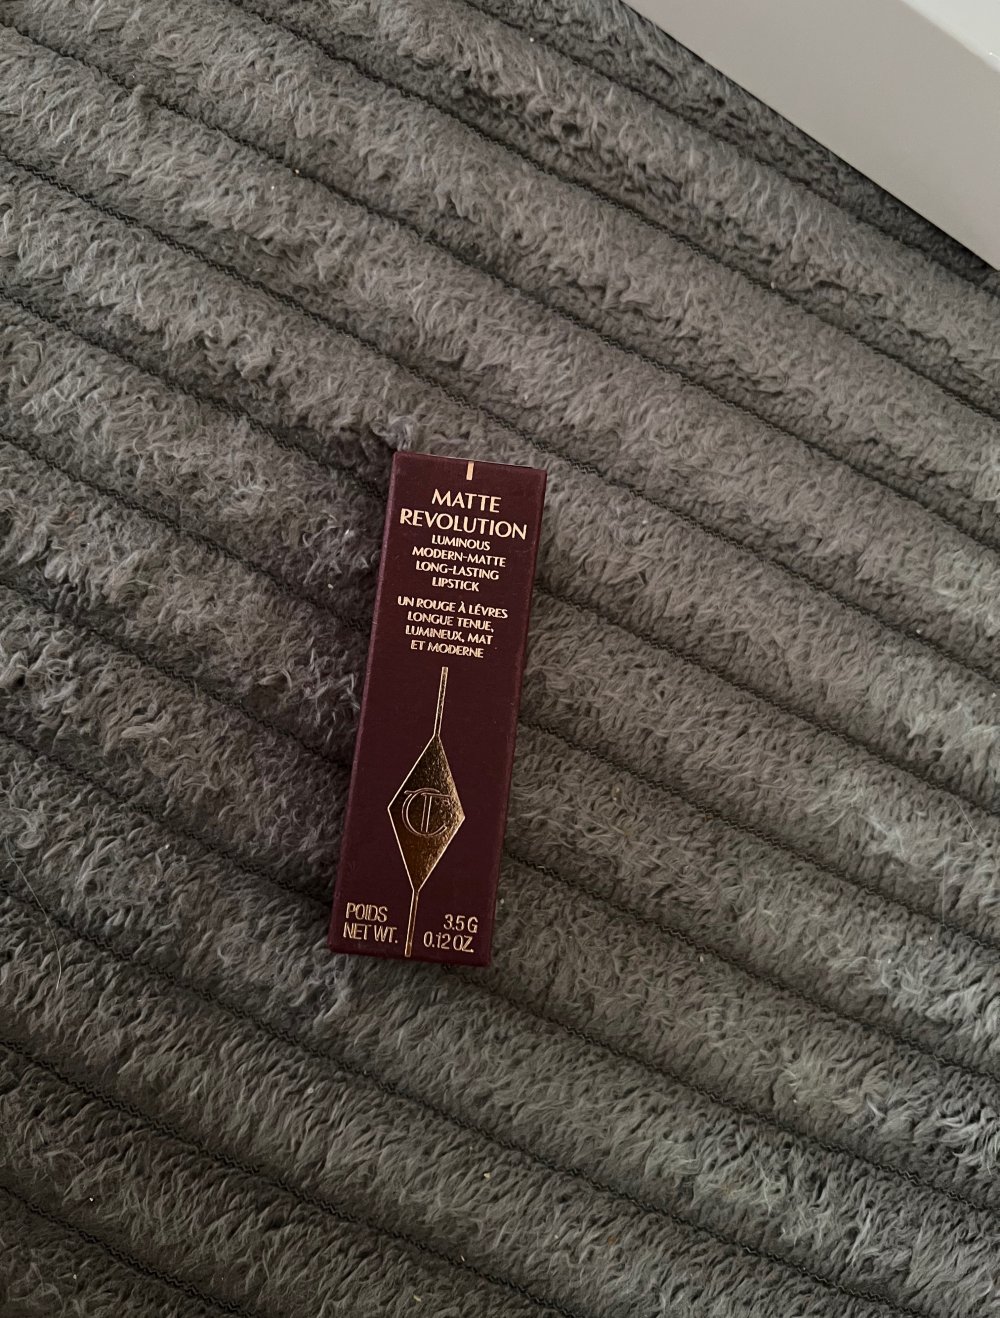 MATTE
REVOLUTION
LUMINOUS
MODERN-MATTE
LONG-LASTING
LIPSTICK
UN ROUGE À LÉVRES
LONGUE TENUE,
LUMINEUX, MAT
ET MODERNE
CT
POIDS 3.5 G
NET WT. 0.12 OZ.